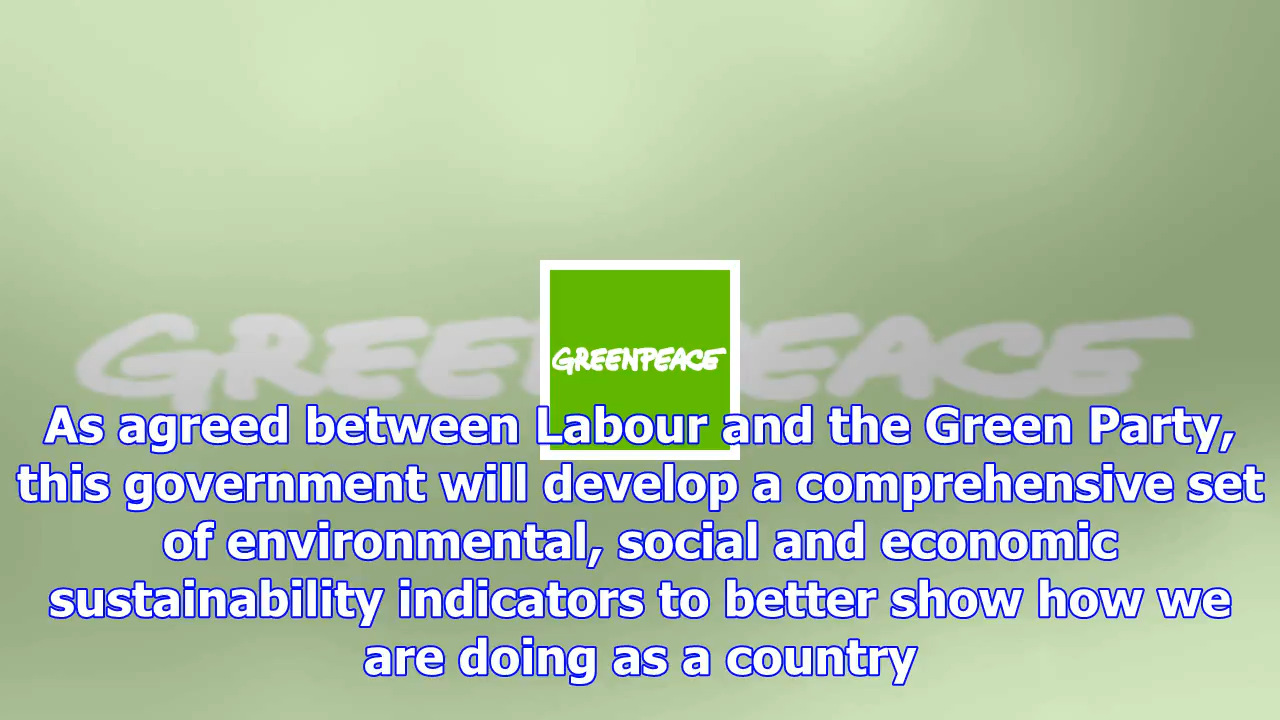 GREENPEACE
GREENPEACE
As agreed between Labour and the Green Party,
this government will develop a comprehensive set
of environmental, social and economic
sustainability indicators to better show how we
are doing as a country